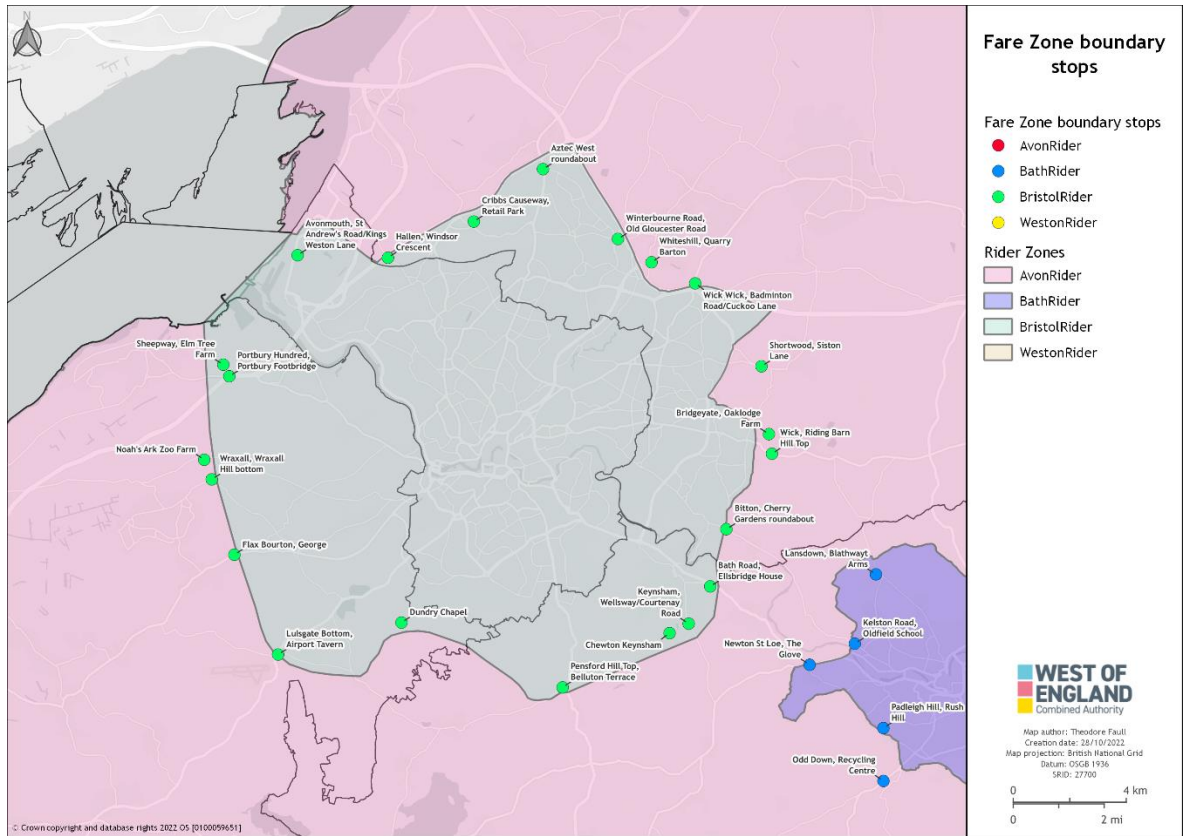 N
Aztec West
roundabout
Cribbs Causeway,
Retail Park
Avonmouth, St
Andrew's Road/Kings
Weston Lane
Hallen, Windsor
Crescent
Winterbourne Road,
Old Gloucester Road
Whiteshill, Quarry
Barton
Wick Wick, Badminton
Road/Cuckoo Lane
Sheepway, Elm Tree
Farm
Portbury Hundred,
Portbury Footbridge
Shortwood, Siston
Lane
Bridgeyate, Oaklodge
Farm
Wick, Riding Barn
Hill Top
Noah's Ark Zoo Farm
Wraxall, Wraxall
Hill bottom
Bitton, Cherry
Gardens roundabout
Flax Bourton, George
Lansdown, Blathwayt
Arms
Bath Road,
Ellsbridge House
Keynsham,
Wellsway/Courtenay
Road
Dundry Chapel
Chewton Keynsham
Kelston Road,
Oldfield School
Lulsgate Bottom,
Airport Tavern
Newton St Loe, The
Glove
Pensford Hill Top,
Belluton Terrace
Padleigh Hill, Rush
Hill
Odd Down, Recycling
Centre
© Crown copyright and database rights 2022 OS [0100059651]
Fare Zone boundary
stops
Fare Zone boundary stops
AvonRider
BathRider
BristolRider
WestonRider
Rider Zones
AvonRider
BathRider
BristolRider
WestonRider
WEST OF
ENGLAND
Combined Authority
Map author: Theodore Faull
Creation date: 28/10/2022
Map projection: British National Grid
Datum: OSGB 1936
SRID: 27700
0 4 km
0 2 mi